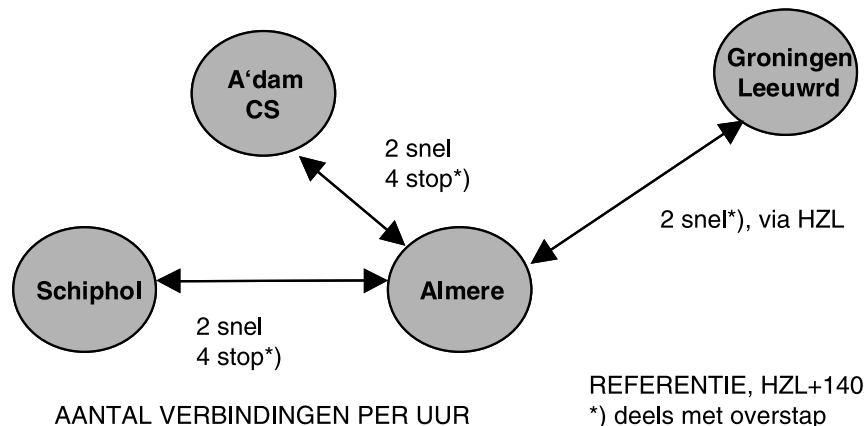 Groningen
Leeuwrd
A'dam
CS
2 snel
4 stop*)
2 snel*), via HZL
Schiphol
Almere
2 snel
4 stop*)
REFERENTIE, HZL+140
AANTAL VERBINDINGEN PER UUR
*) deels met overstap